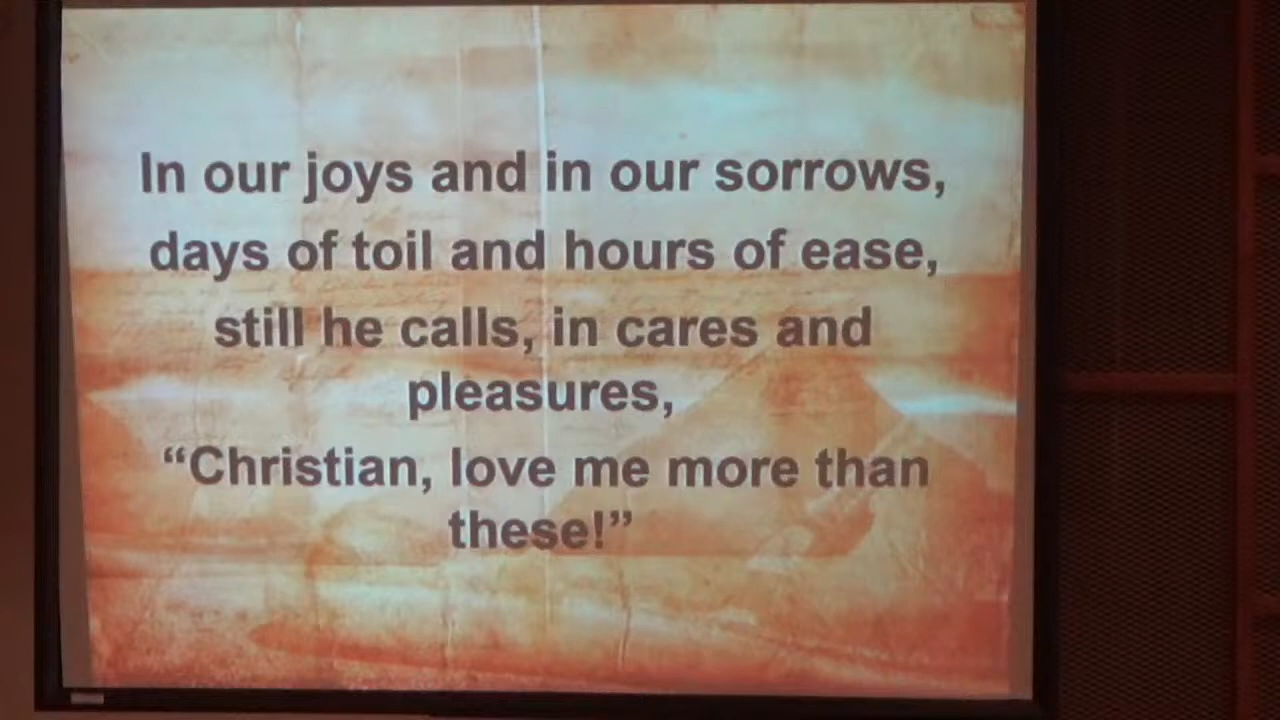 In our joys and in our sorrows,
days of toil and hours of ease,
still he calls, in cares and
pleasures,
“Christian, love me more than
these!”